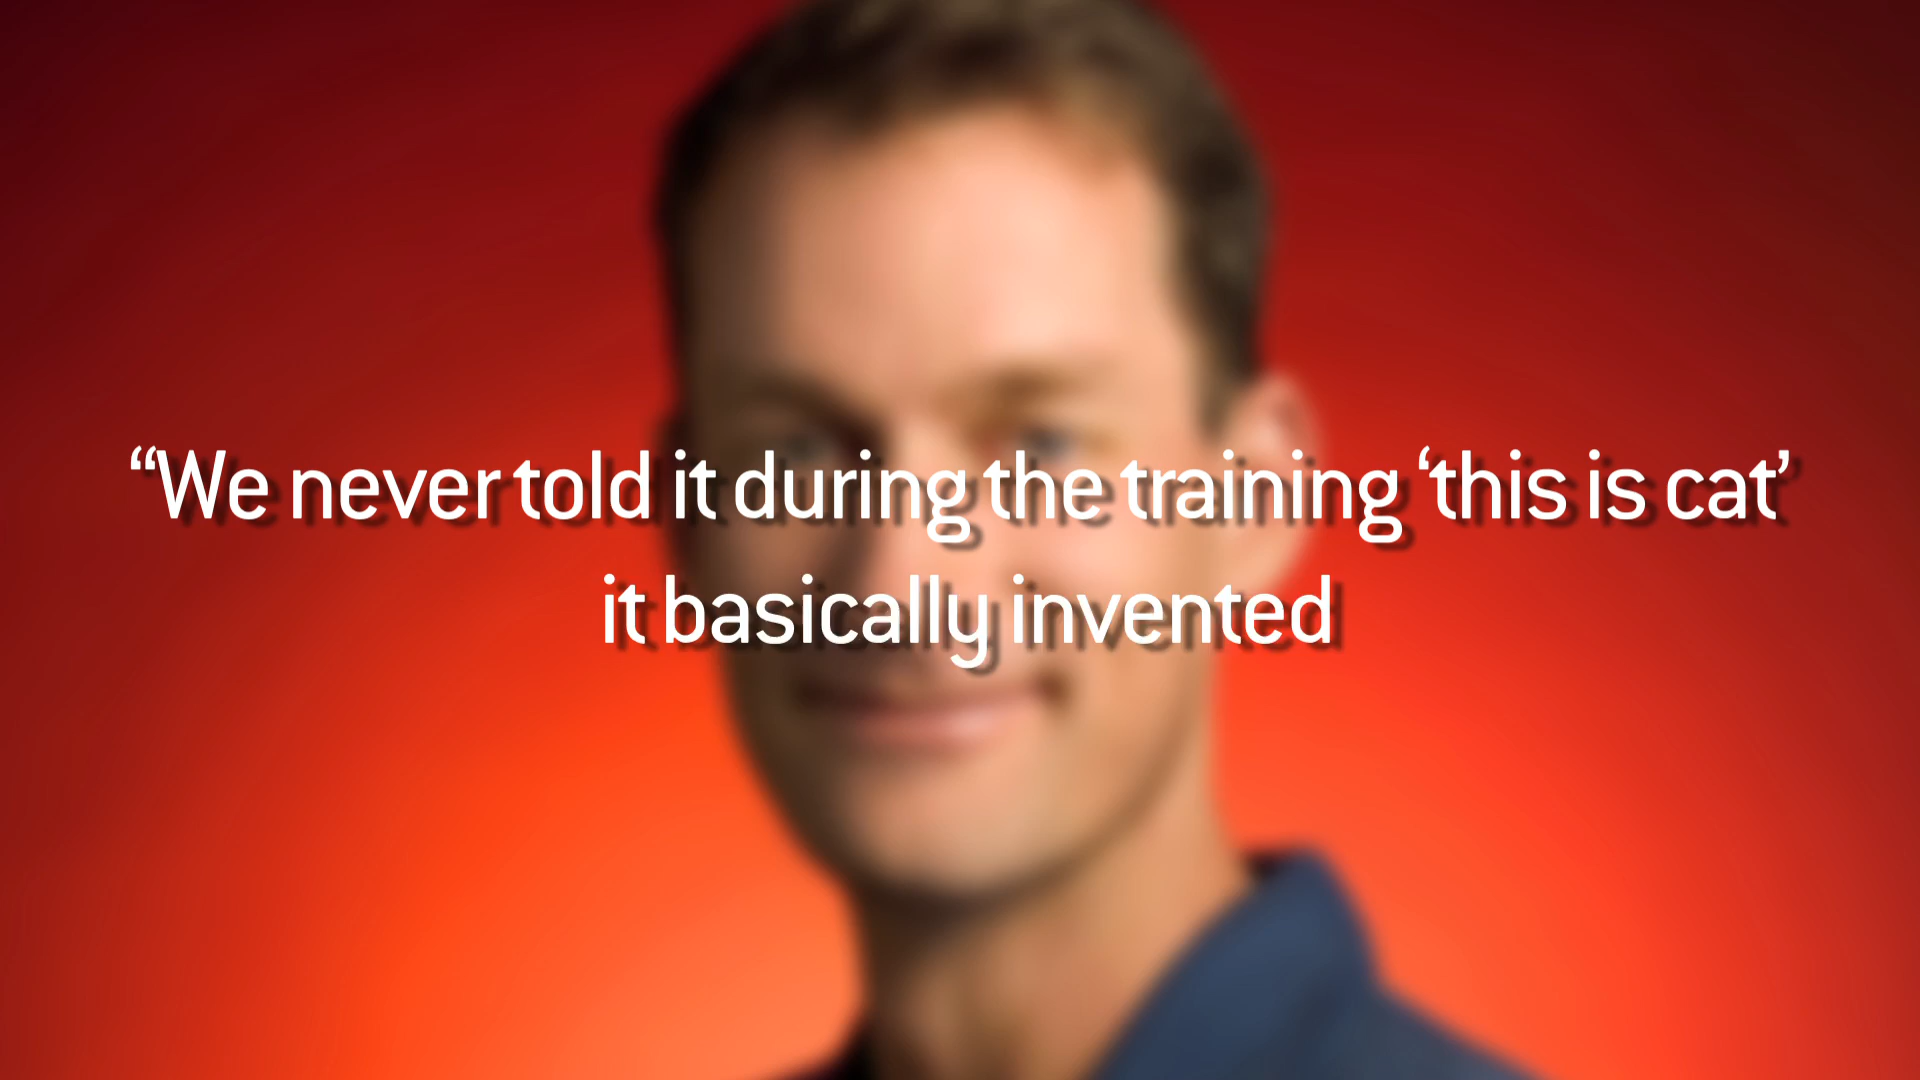 “We never told it during the training ‘this is cat’
it basically invented